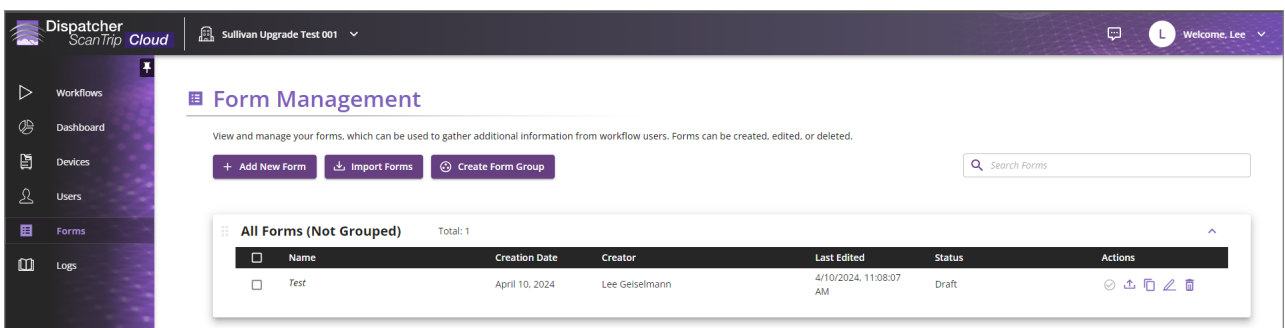 Dispatcher
ScanTrip Cloud
Sullivan Upgrade Test 001
L
Welcome, Lee
Workflows
Dashboard
Devices
Users
Forms
Logs
Form Management
View and manage your forms, which can be used to gather additional information from workflow users. Forms can be created, edited, or deleted.
+ Add New Form Import Forms Create Form Group
Search Forms
All Forms (Not Grouped) Total: 1
Name Creation Date Creator Last Edited Status Actions
Test April 10, 2024 Lee Geiselmann 4/10/2024, 11:08:07 Draft
AM